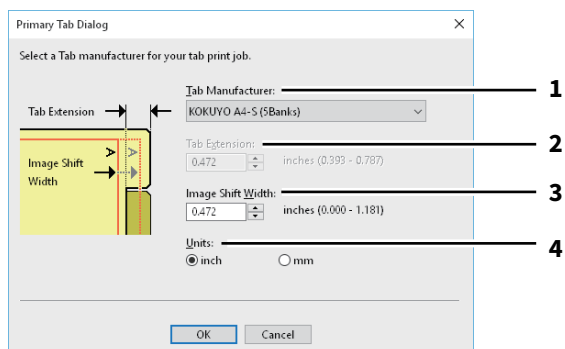 Primary Tab Dialog
Select a Tab manufacturer for your tab print job.
Tab Manufacturer:
1
KOKUYO A4-S (5Banks)
Tab Extension
Tab Extension:
2
0.472
inches (0.393 - 0.787)
A A
Image Shift
Width
Image Shift Width:
3
0.472
inches (0.000 - 1.181)
Units:
4
inch
mm
OK
Cancel